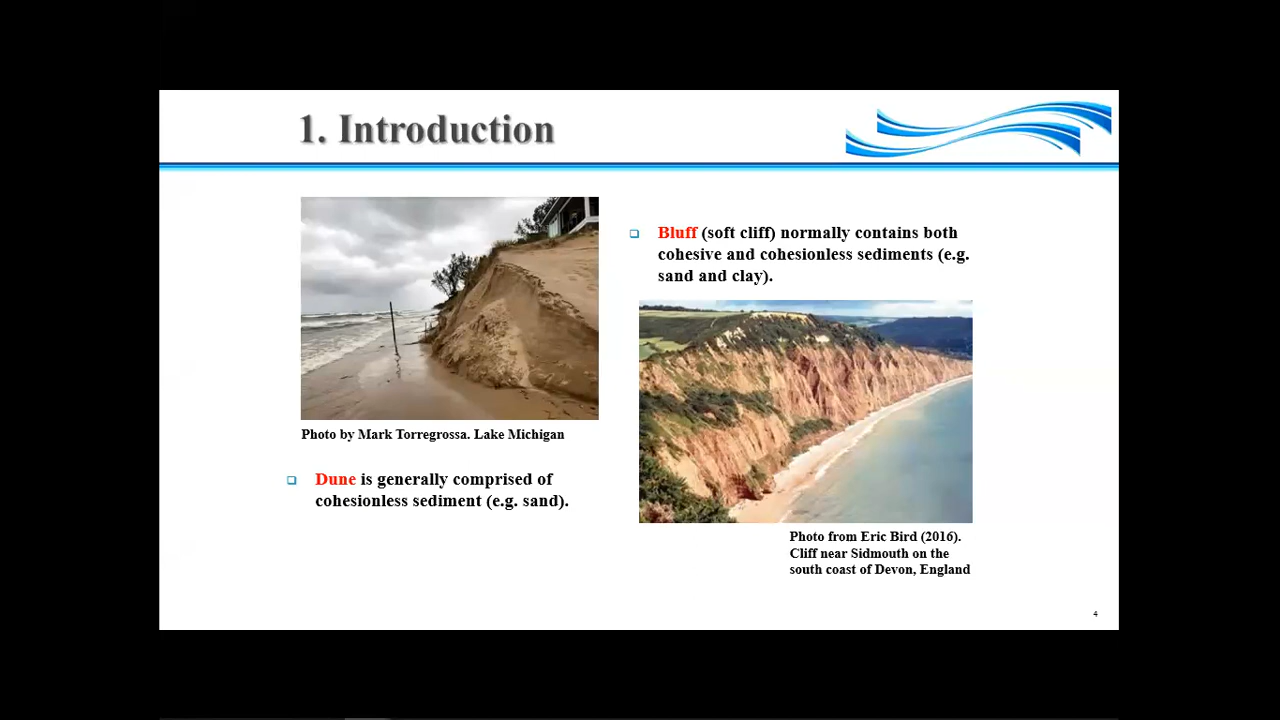 1. Introduction
Photo by Mark Torregrossa. Lake Michigan
Dune is generally comprised of
cohesionless sediment (e.g. sand).
Bluff (soft cliff) normally contains both
cohesive and cohesionless sediments (e.g.
sand and clay).
Photo from Eric Bird (2016).
Cliff near Sidmouth on the
south coast of Devon, England
4